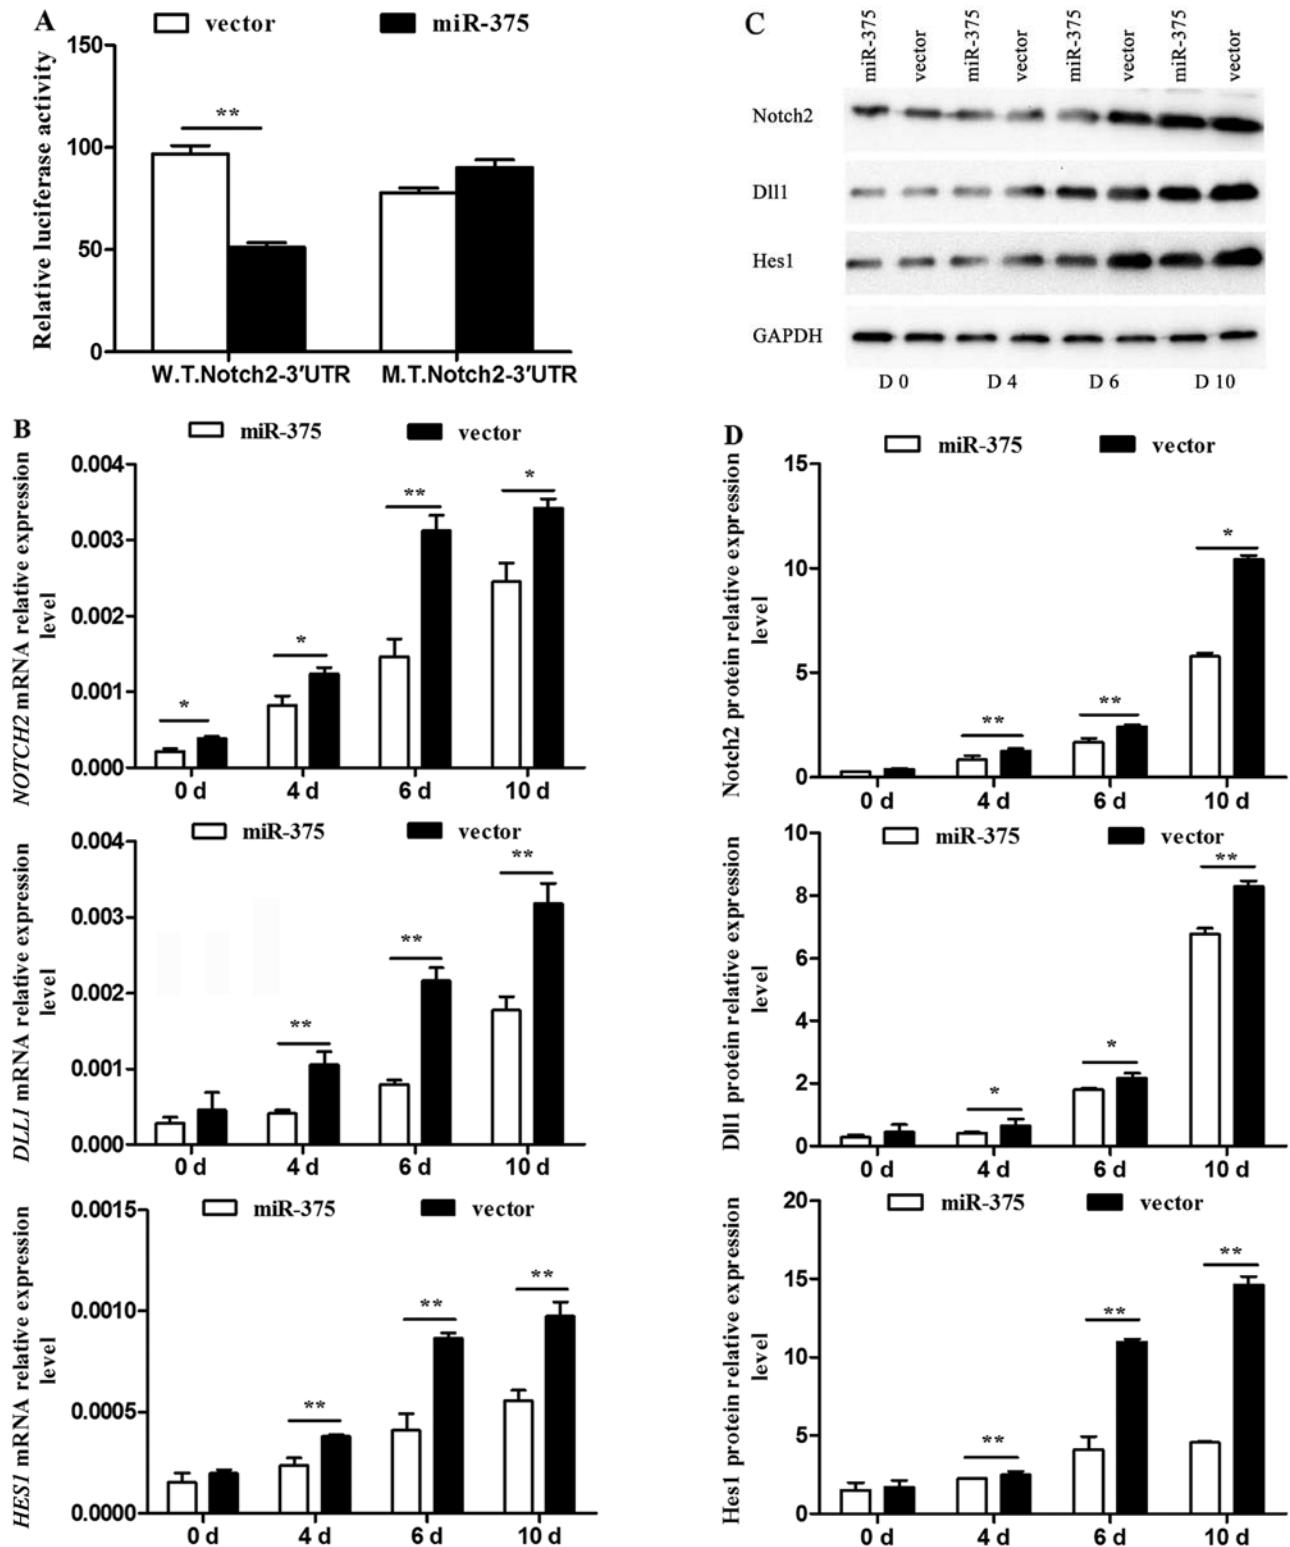 A
vector
miR-375
Relative luciferase activity
150
100
50
0
**
W.T.Notch2-3′UTR
M.T.Notch2-3′UTR
C
miR-375
vector
miR-375
vector
miR-375
vector
miR-375
vector
Notch2
Dll1
Hes1
GAPDH
D 0
D 4
D 6
D 10
B
miR-375
vector
NOTCH2 mRNA relative expression
level
0.004
0.003
0.002
0.001
0.000
*
*
**
*
0 d
4 d
6 d
10 d
miR-375
vector
DLL1 mRNA relative expression
level
0.004
0.003
0.002
0.001
0.000
**
**
**
0 d
4 d
6 d
10 d
miR-375
vector
HES1 mRNA relative expression
level
0.0015
0.0010
0.0005
0.0000
**
**
**
0 d
4 d
6 d
10 d
D
miR-375
vector
Notch2 protein relative expression
level
15
10
5
0
**
**
*
0 d
4 d
6 d
10 d
miR-375
vector
Dll1 protein relative expression
level
10
8
6
4
2
0
*
*
**
0 d
4 d
6 d
10 d
miR-375
vector
Hes1 protein relative expression
level
20
15
10
5
0
**
**
**
0 d
4 d
6 d
10 d